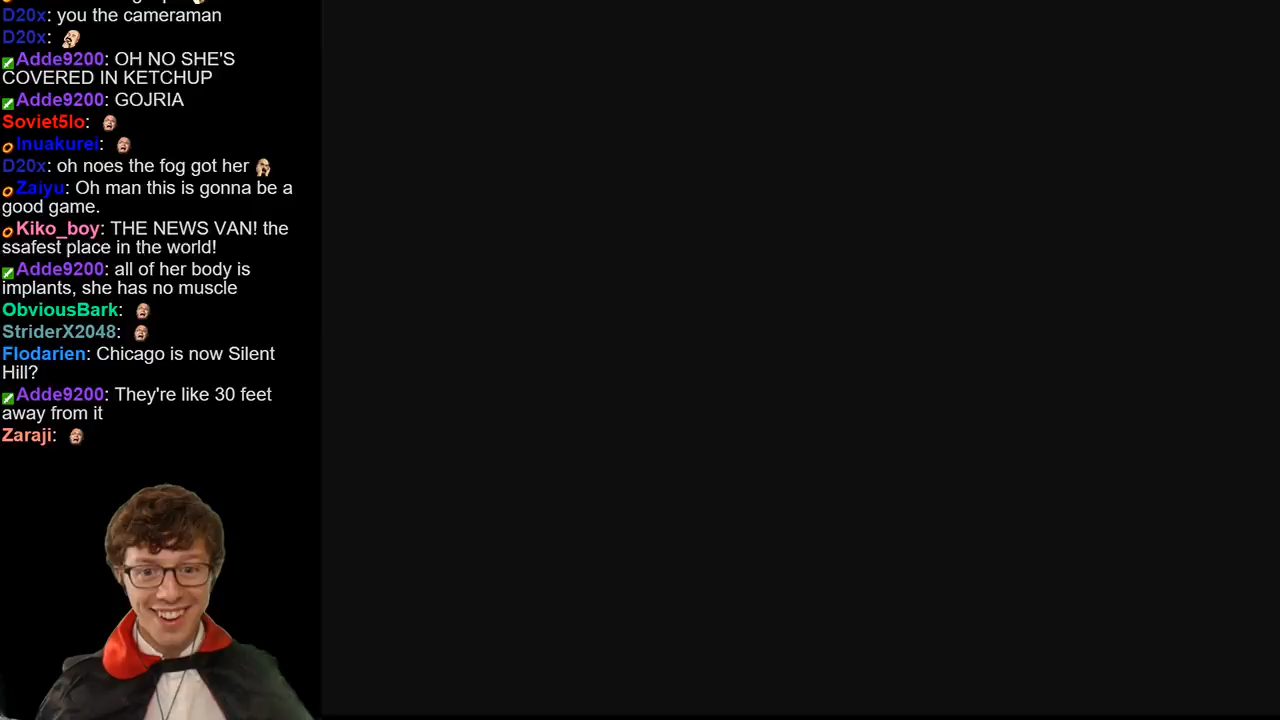 D20x: you the cameraman
D20x:
Adde9200: OH NO SHE'S
COVERED IN KETCHUP
Adde9200: GOJRIA
Soviet5lo:
Inuakurei:
D20x: oh noes the fog got her
Zaiyu: Oh man this is gonna be a
good game.
Kiko_boy: THE NEWS VAN! the
ssafest place in the world!
Adde9200: all of her body is
implants, she has no muscle
ObviousBark:
StriderX2048:
Flodarien: Chicago is now Silent
Hill?
Adde9200: They're like 30 feet
away from it
Zaraji: